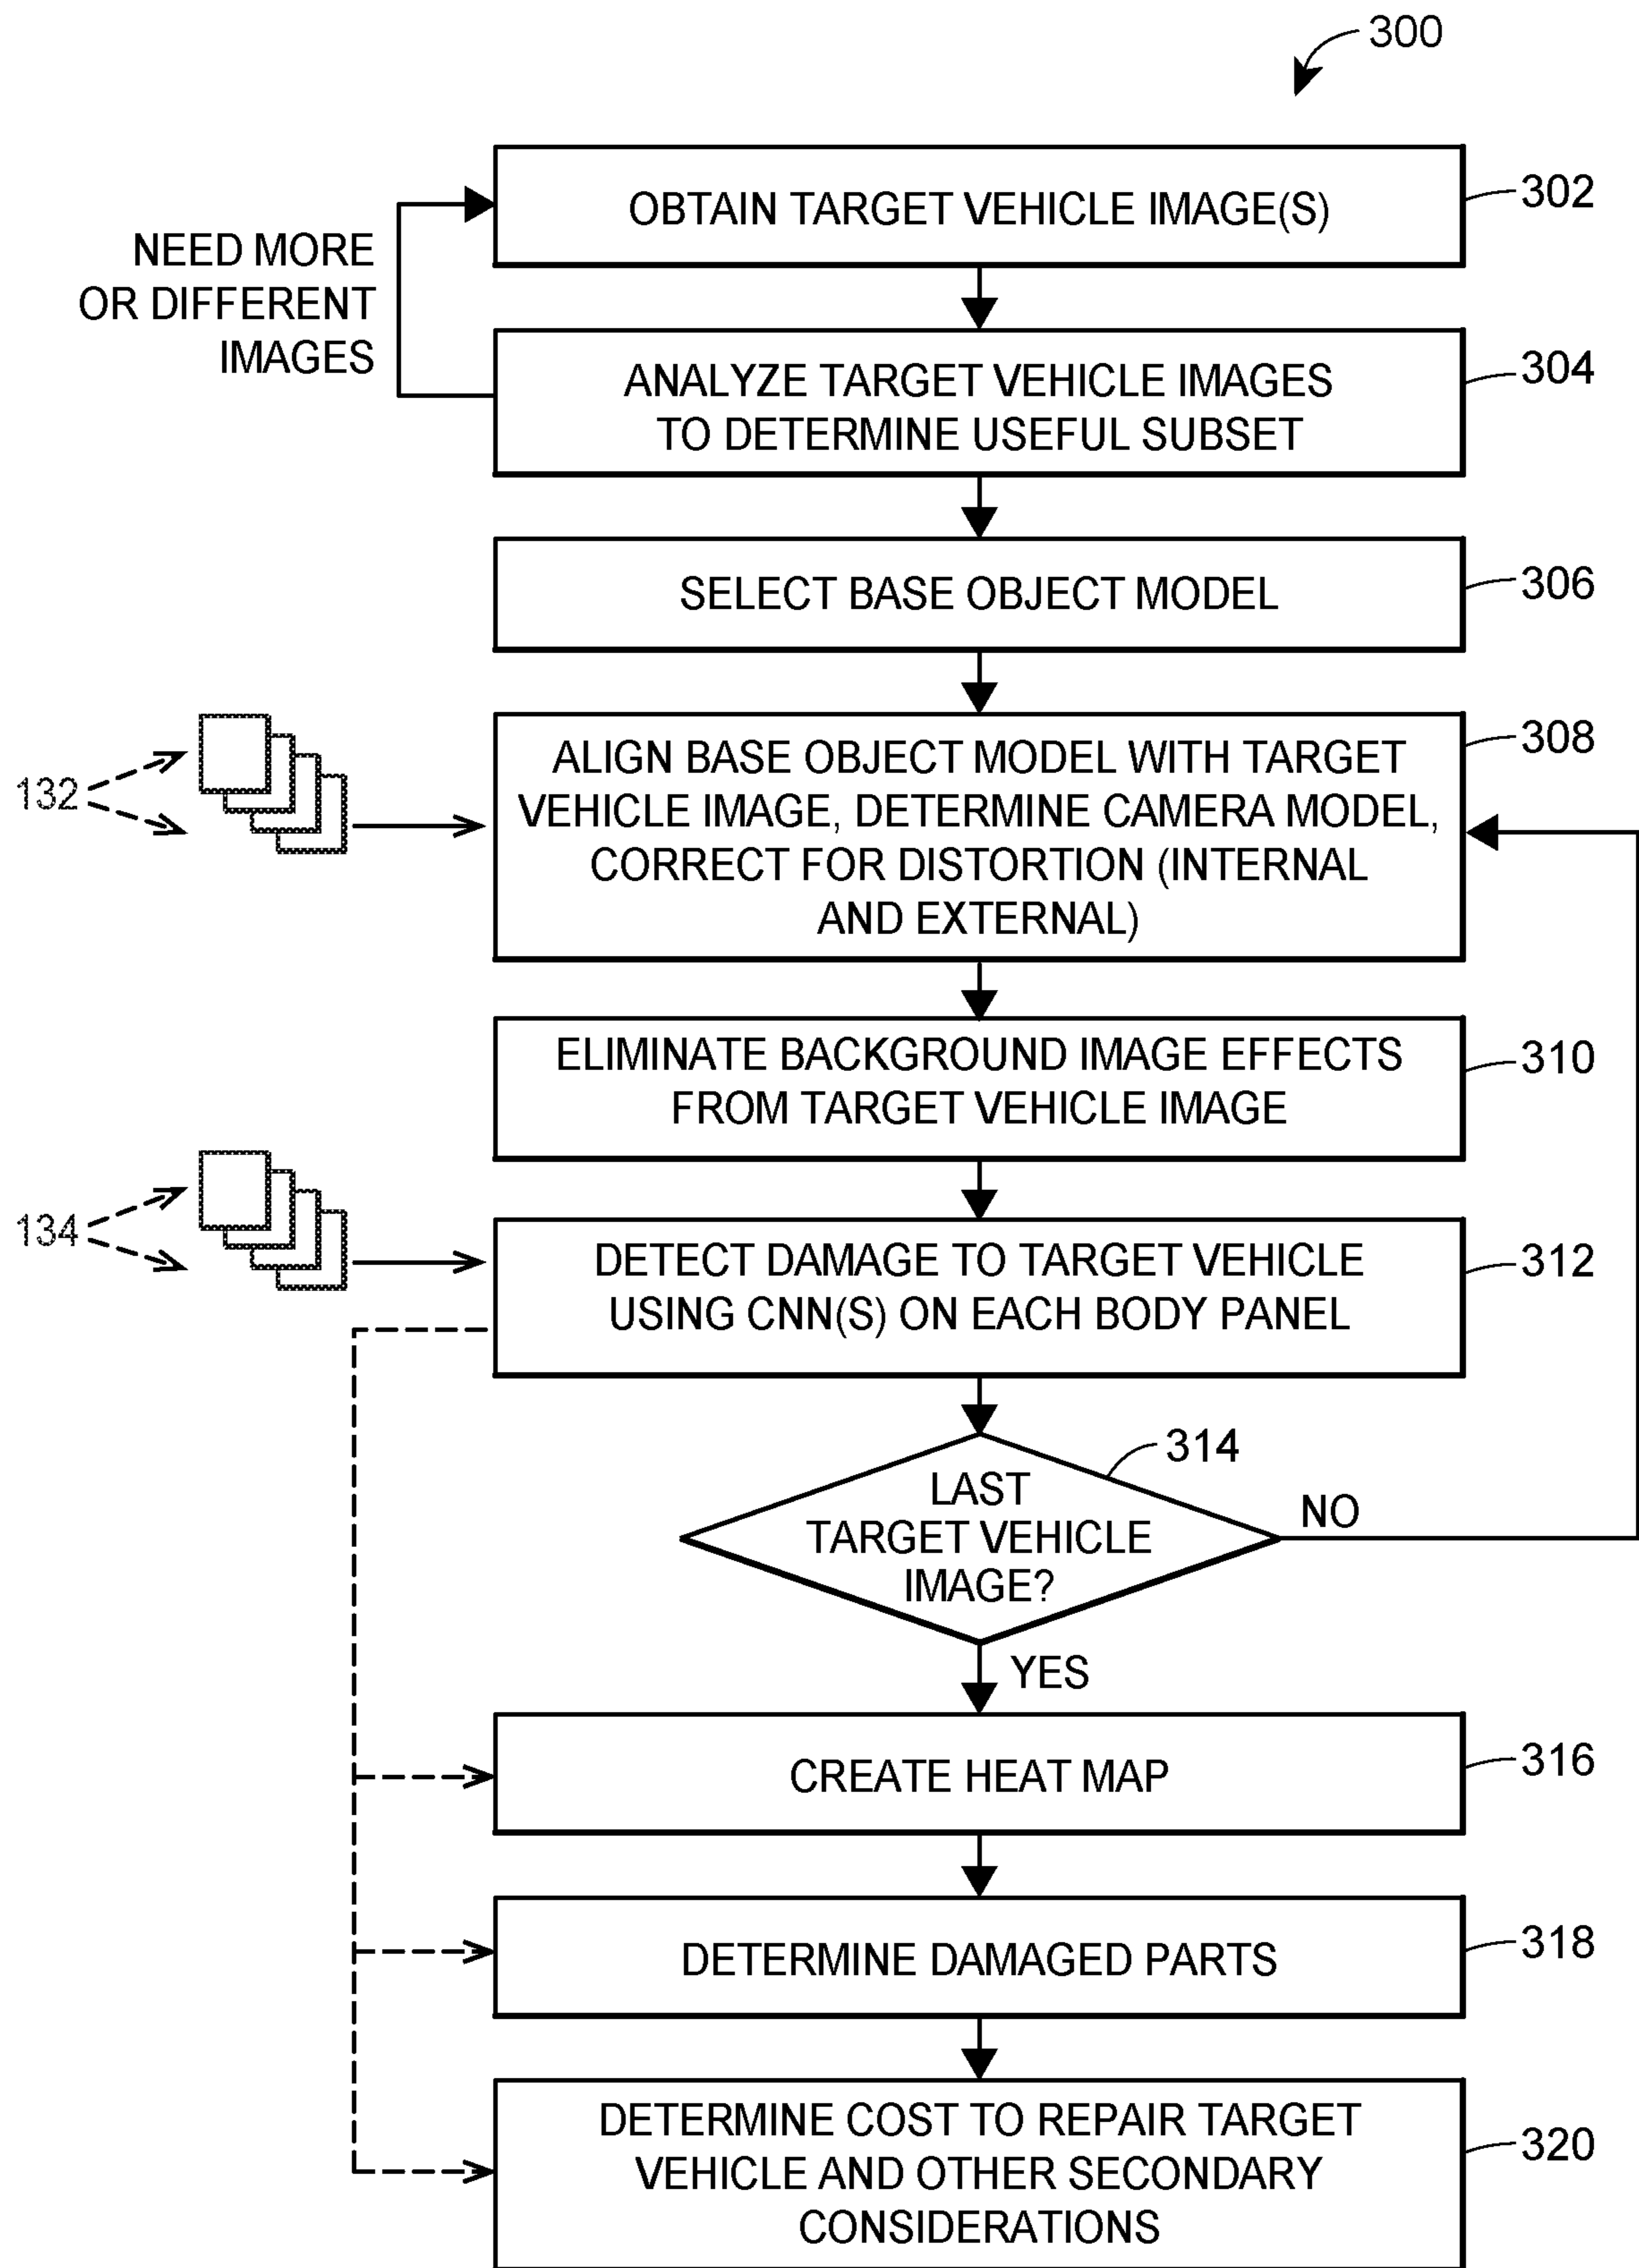 300
OBTAIN TARGET VEHICLE IMAGE(S)
302
NEED MORE
OR DIFFERENT
IMAGES
ANALYZE TARGET VEHICLE IMAGES
TO DETERMINE USEFUL SUBSET
304
SELECT BASE OBJECT MODEL
306
132
ALIGN BASE OBJECT MODEL WITH TARGET
VEHICLE IMAGE, DETERMINE CAMERA MODEL,
CORRECT FOR DISTORTION (INTERNAL
AND EXTERNAL)
308
ELIMINATE BACKGROUND IMAGE EFFECTS
FROM TARGET VEHICLE IMAGE
310
134
DETECT DAMAGE TO TARGET VEHICLE
USING CNN(S) ON EACH BODY PANEL
312
LAST
TARGET VEHICLE
IMAGE?
314
NO
YES
CREATE HEAT MAP
316
DETERMINE DAMAGED PARTS
318
DETERMINE COST TO REPAIR TARGET
VEHICLE AND OTHER SECONDARY
CONSIDERATIONS
320